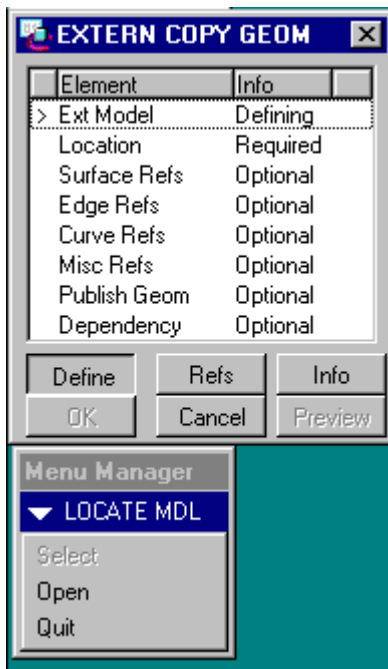 EXTERN COPY GEOM
Element Info
> Ext Model Defining
Location Required
Surface Refs Optional
Edge Refs Optional
Curve Refs Optional
Misc Refs Optional
Publish Geom Optional
Dependency Optional
Define Refs Info
OK Cancel Preview
Menu Manager
LOCATE MDL
Select
Open
Quit